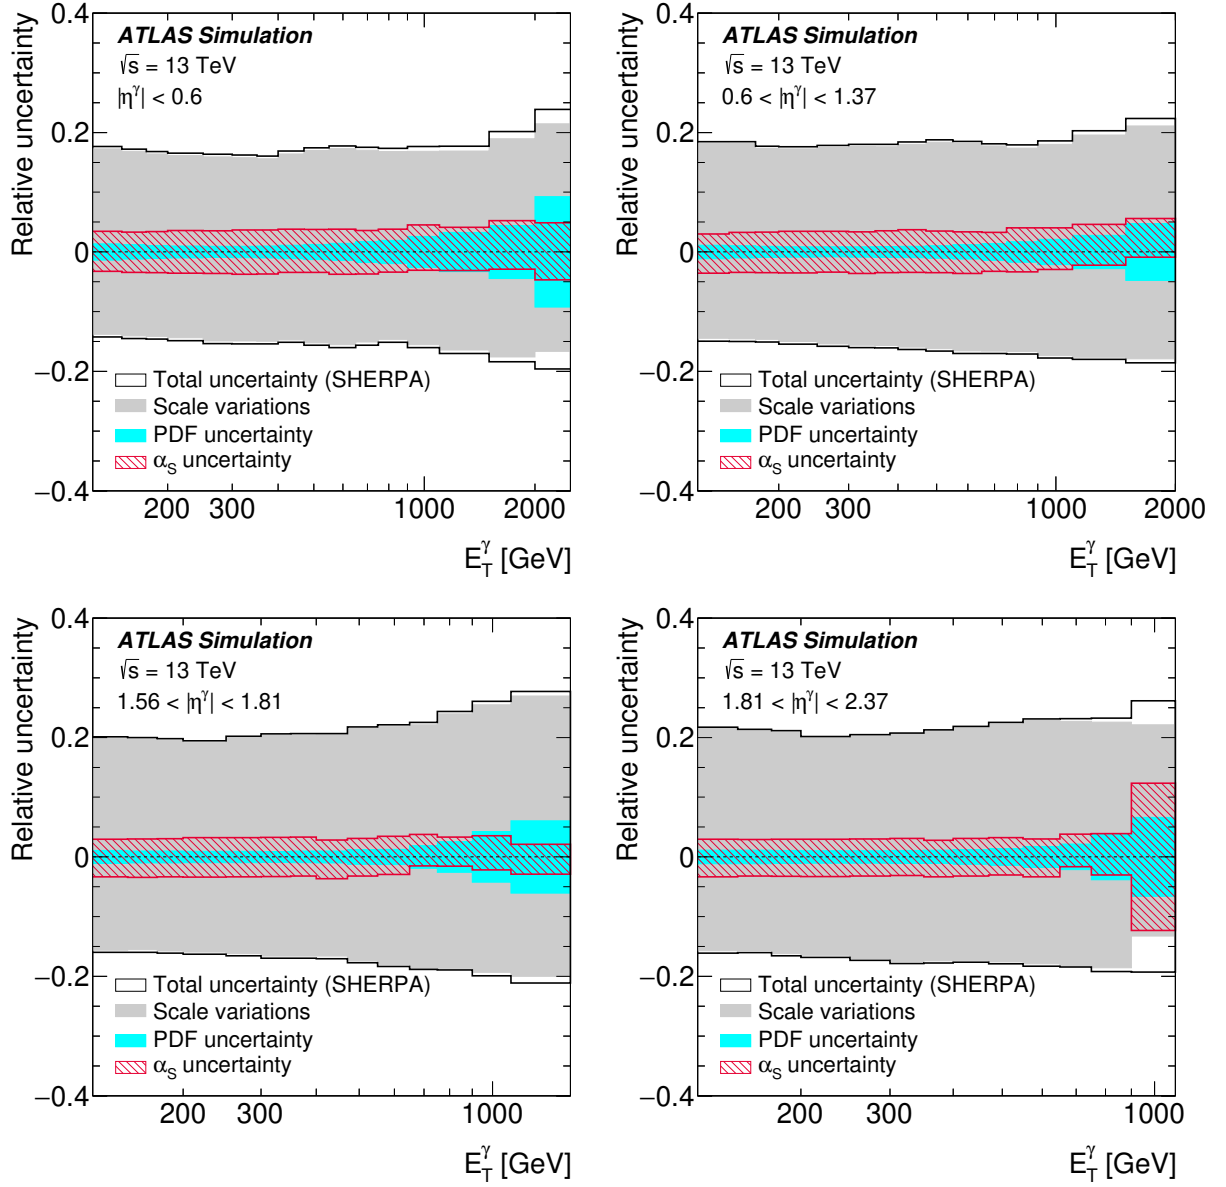 Relative uncertainty
0.4
0.2
0
−0.2
−0.4
ATLAS Simulation
√s = 13 TeV
|η^γ| < 0.6
Total uncertainty (SHERPA)
Scale variations
PDF uncertainty
α_S uncertainty
200 300 1000 2000
E_T^γ [GeV]
Relative uncertainty
0.4
0.2
0
−0.2
−0.4
ATLAS Simulation
√s = 13 TeV
0.6 < |η^γ| < 1.37
Total uncertainty (SHERPA)
Scale variations
PDF uncertainty
α_S uncertainty
200 300 1000 2000
E_T^γ [GeV]
Relative uncertainty
0.4
0.2
0
−0.2
−0.4
ATLAS Simulation
√s = 13 TeV
1.56 < |η^γ| < 1.81
Total uncertainty (SHERPA)
Scale variations
PDF uncertainty
α_S uncertainty
200 300 1000
E_T^γ [GeV]
Relative uncertainty
0.4
0.2
0
−0.2
−0.4
ATLAS Simulation
√s = 13 TeV
1.81 < |η^γ| < 2.37
Total uncertainty (SHERPA)
Scale variations
PDF uncertainty
α_S uncertainty
200 300 1000
E_T^γ [GeV]